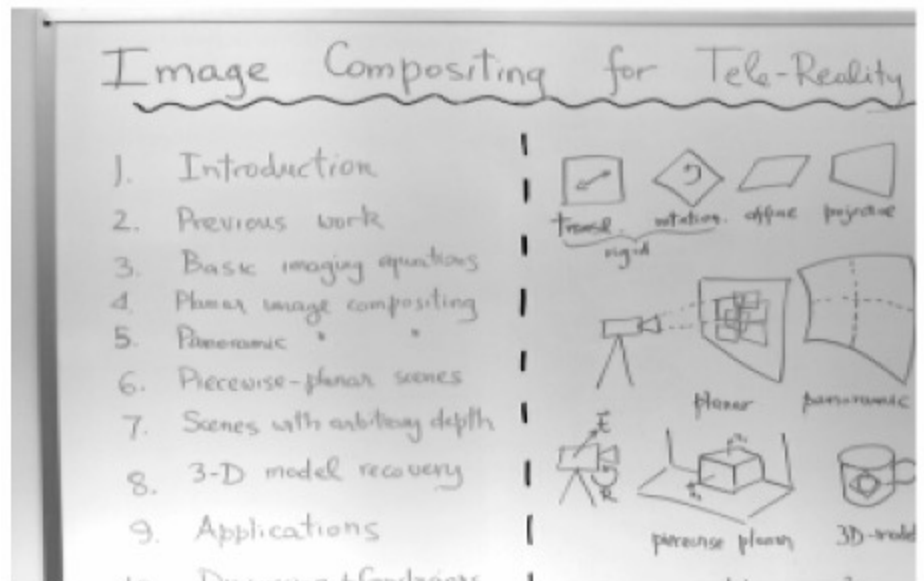 Image Compositing for Tele-Reality
1. Introduction
2. Previous work
3. Basic imaging equations
4. Planar image compositing
5. Panoramic " "
6. Piecewise-planar scenes
7. Scenes with arbitrary depth
8. 3-D model recovery
9. Applications
transl. rotation. affine projective
rigid
planar panoramic
t
R
piecewise planar 3D-model